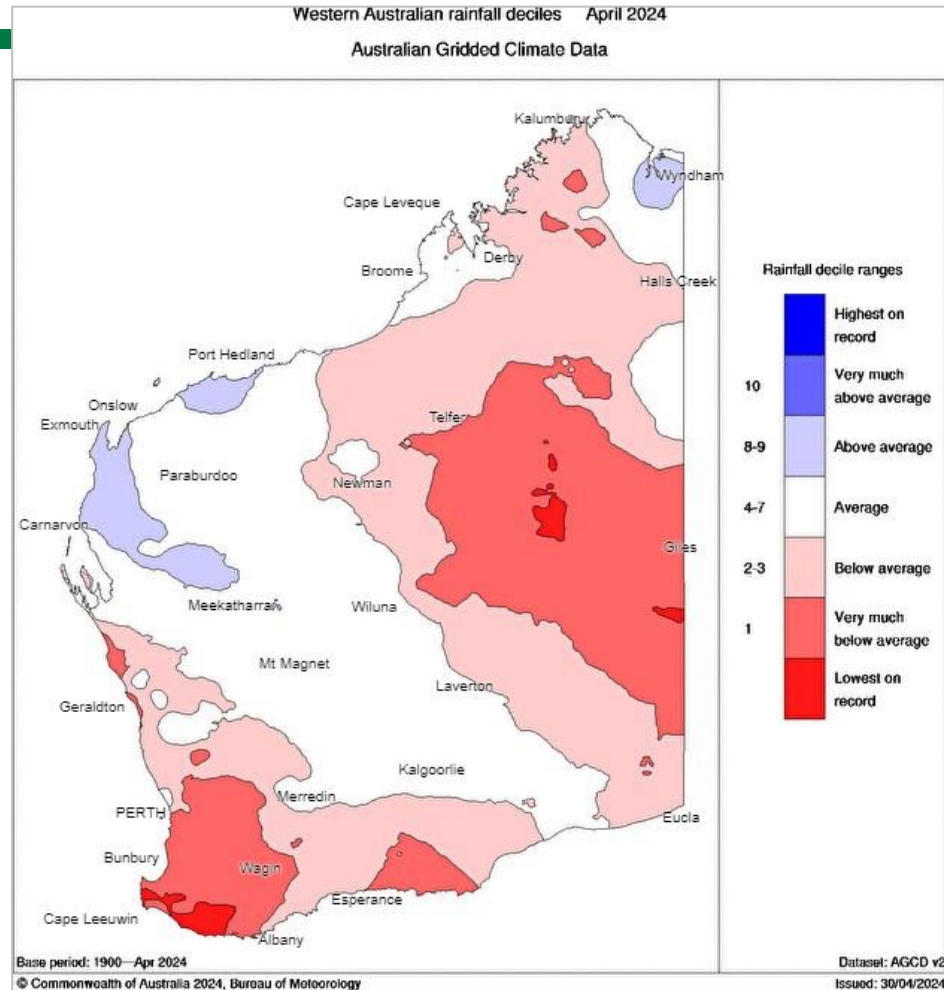 Western Australian rainfall deciles April 2024
Australian Gridded Climate Data
Kalumburu
Wyndham
Cape Leveque
Derby
Broome
Halls Creek
Port Hedland
Onslow
Telfer
Exmouth
Paraburdoo
Newman
Carnarvon
Giles
Meekatharra
Wiluna
Mt Magnet
Laverton
Geraldton
Kalgoorlie
Merredin
PERTH
Eucla
Bunbury
Wagin
Esperance
Cape Leeuwin
Albany
Rainfall decile ranges
Highest on
record
10
Very much
above average
8-9
Above average
4-7
Average
2-3
Below average
1
Very much
below average
Lowest on
record
Base period: 1900—Apr 2024
Dataset: AGCD v2
© Commonwealth of Australia 2024, Bureau of Meteorology
Issued: 30/04/2024